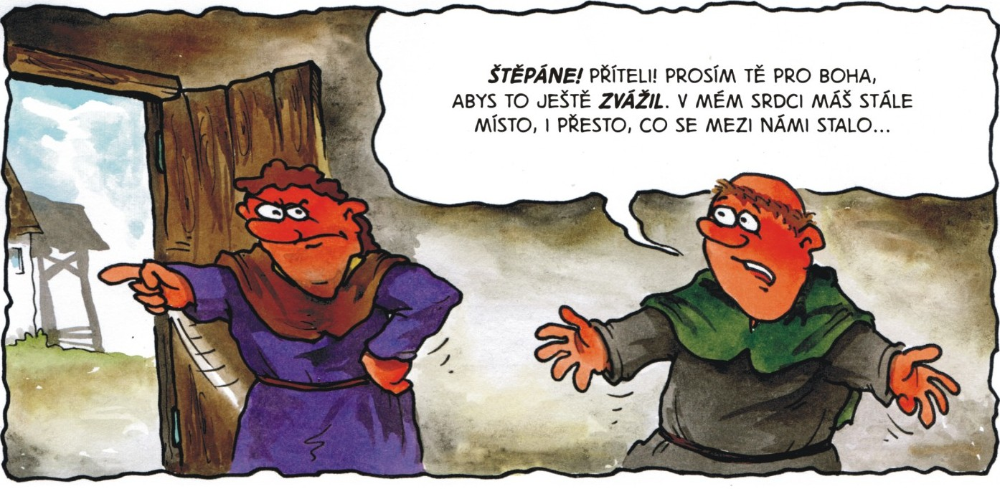 ŠTĚPÁNE! PŘÍTELI! PROSÍM TĚ PRO BOHA,
ABYS TO JEŠTĚ ZVÁŽIL. V MÉM SRDCI MÁŠ STÁLE
MÍSTO, I PŘESTO, CO SE MEZI NÁMI STALO...